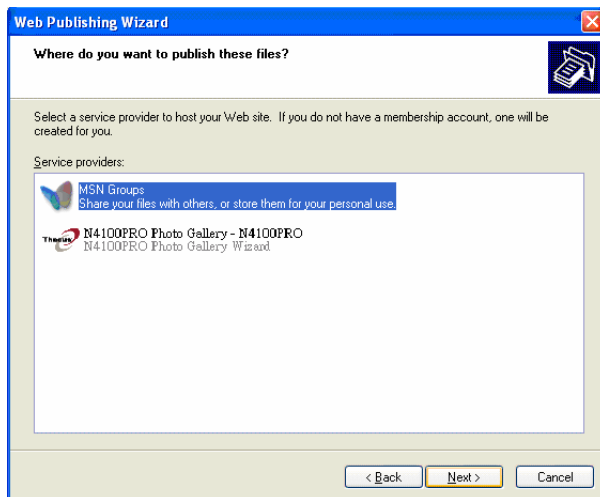 Web Publishing Wizard
Where do you want to publish these files?
Select a service provider to host your Web site. If you do not have a membership account, one will be
created for you.
Service providers:
MSN Groups
Share your files with others, or store them for your personal use.
Thecus
N4100PRO Photo Gallery - N4100PRO
N4100PRO Photo Gallery Wizard
< Back
Next >
Cancel